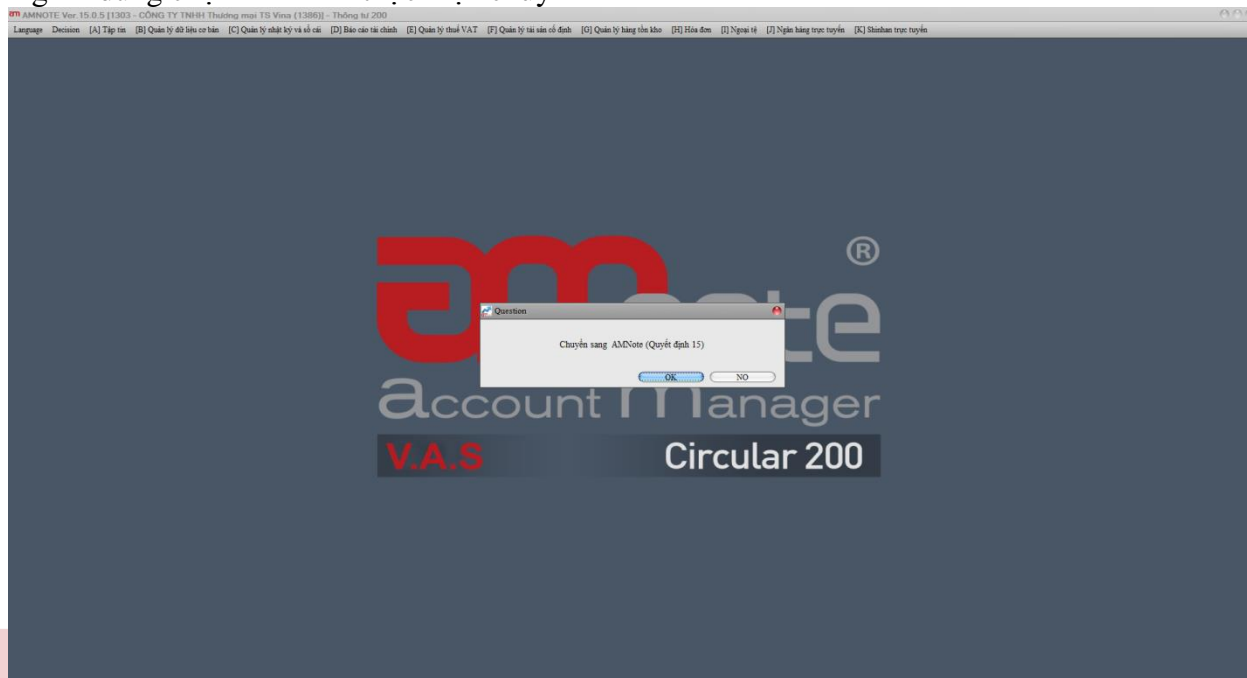 AMNOTE Ver. 15.0.5 [1303 - CÔNG TY TNHH Thương mại TS Vina (1386)] - Thông tư 200
Language Decision [A] Tập tin [B] Quản lý dữ liệu cơ bản [C] Quản lý nhật ký và sổ cái [D] Báo cáo tài chính [E] Quản lý thuế VAT [F] Quản lý tài sản cố định [G] Quản lý hàng tồn kho [H] Hóa đơn [I] Ngoại tệ [J] Ngân hàng trực tuyến [K] Shinhan trực tuyến
am note ®
Question
Chuyển sang AMNote (Quyết định 15)
OK NO
account manager
V.A.S Circular 200